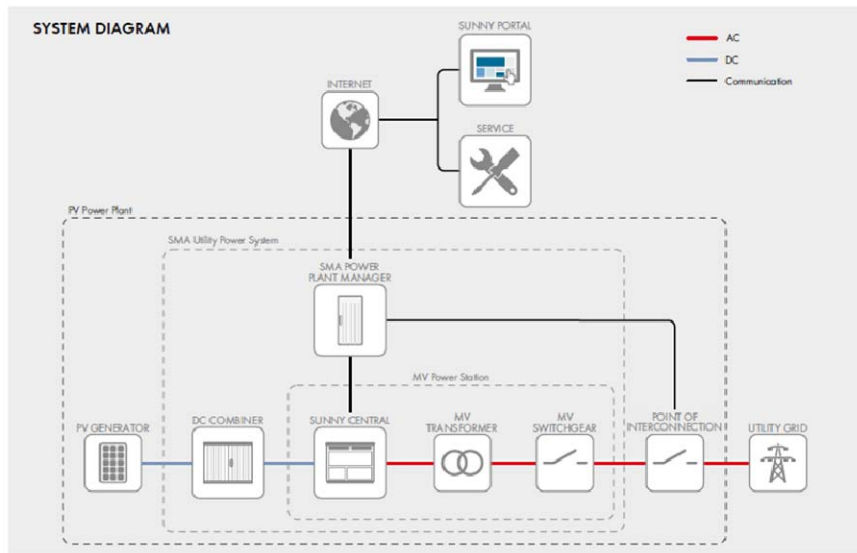 SYSTEM DIAGRAM
SUNNY PORTAL
AC
DC
Communication
INTERNET
SERVICE
PV Power Plant
SMA Utility Power System
SMA POWER
PLANT MANAGER
MV Power Station
PV GENERATOR
DC COMBINER
SUNNY CENTRAL
MV
TRANSFORMER
MV
SWITCHGEAR
POINT OF
INTERCONNECTION
UTILITY GRID